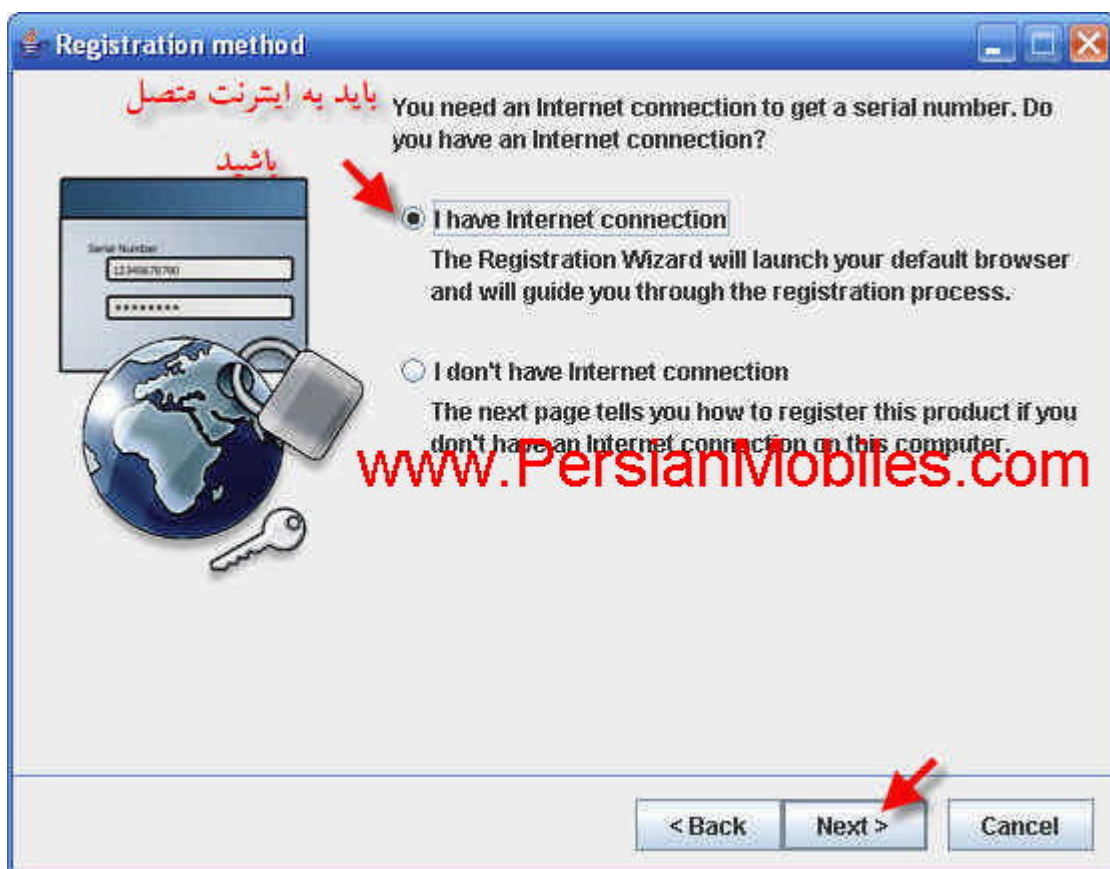 Registration method
باید به اینترنت متصل
باشید
You need an Internet connection to get a serial number. Do
you have an Internet connection?
I have Internet connection
The Registration Wizard will launch your default browser
and will guide you through the registration process.
Serial Number
12345678790
********
I don't have Internet connection
The next page tells you how to register this product if you
don't have an Internet connection on this computer.
www.PersianMobiles.com
< Back
Next >
Cancel